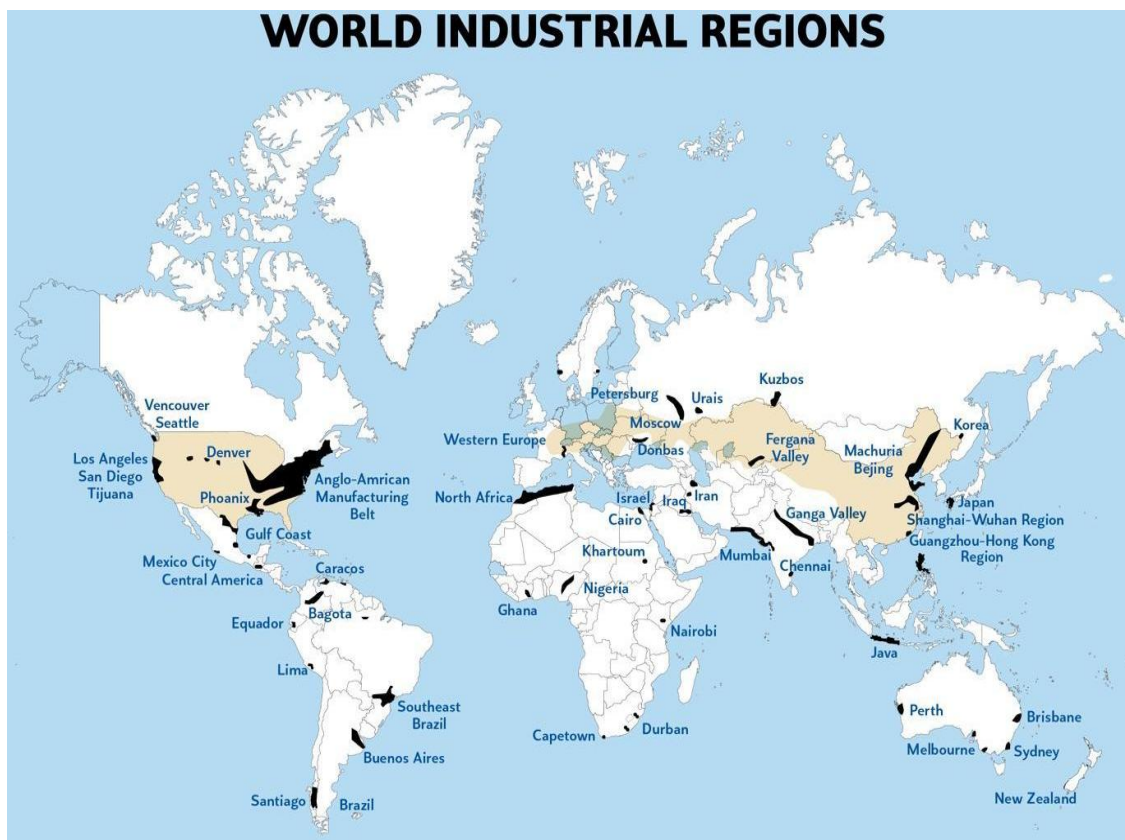 WORLD INDUSTRIAL REGIONS
Vencouver
Seattle
Denver
Los Angeles
San Diego
Tijuana
Phoanix
Anglo-Amrican
Manufacturing
Belt
Gulf Coast
Mexico City
Central America
Caracos
Bagota
Equador
Lima
Southeast
Brazil
Buenos Aires
Santiago
Brazil
Petersburg
Urais
Kuzbos
Western Europe
Moscow
Donbas
Fergana
Valley
Machuria
Bejing
Korea
North Africa
Israel
Iraq
Iran
Cairo
Ganga Valley
Japan
Shanghai-Wuhan Region
Guangzhou-Hong Kong
Region
Khartoum
Mumbai
Chennai
Ghana
Nigeria
Nairobi
Java
Capetown
Durban
Perth
Brisbane
Melbourne
Sydney
New Zealand